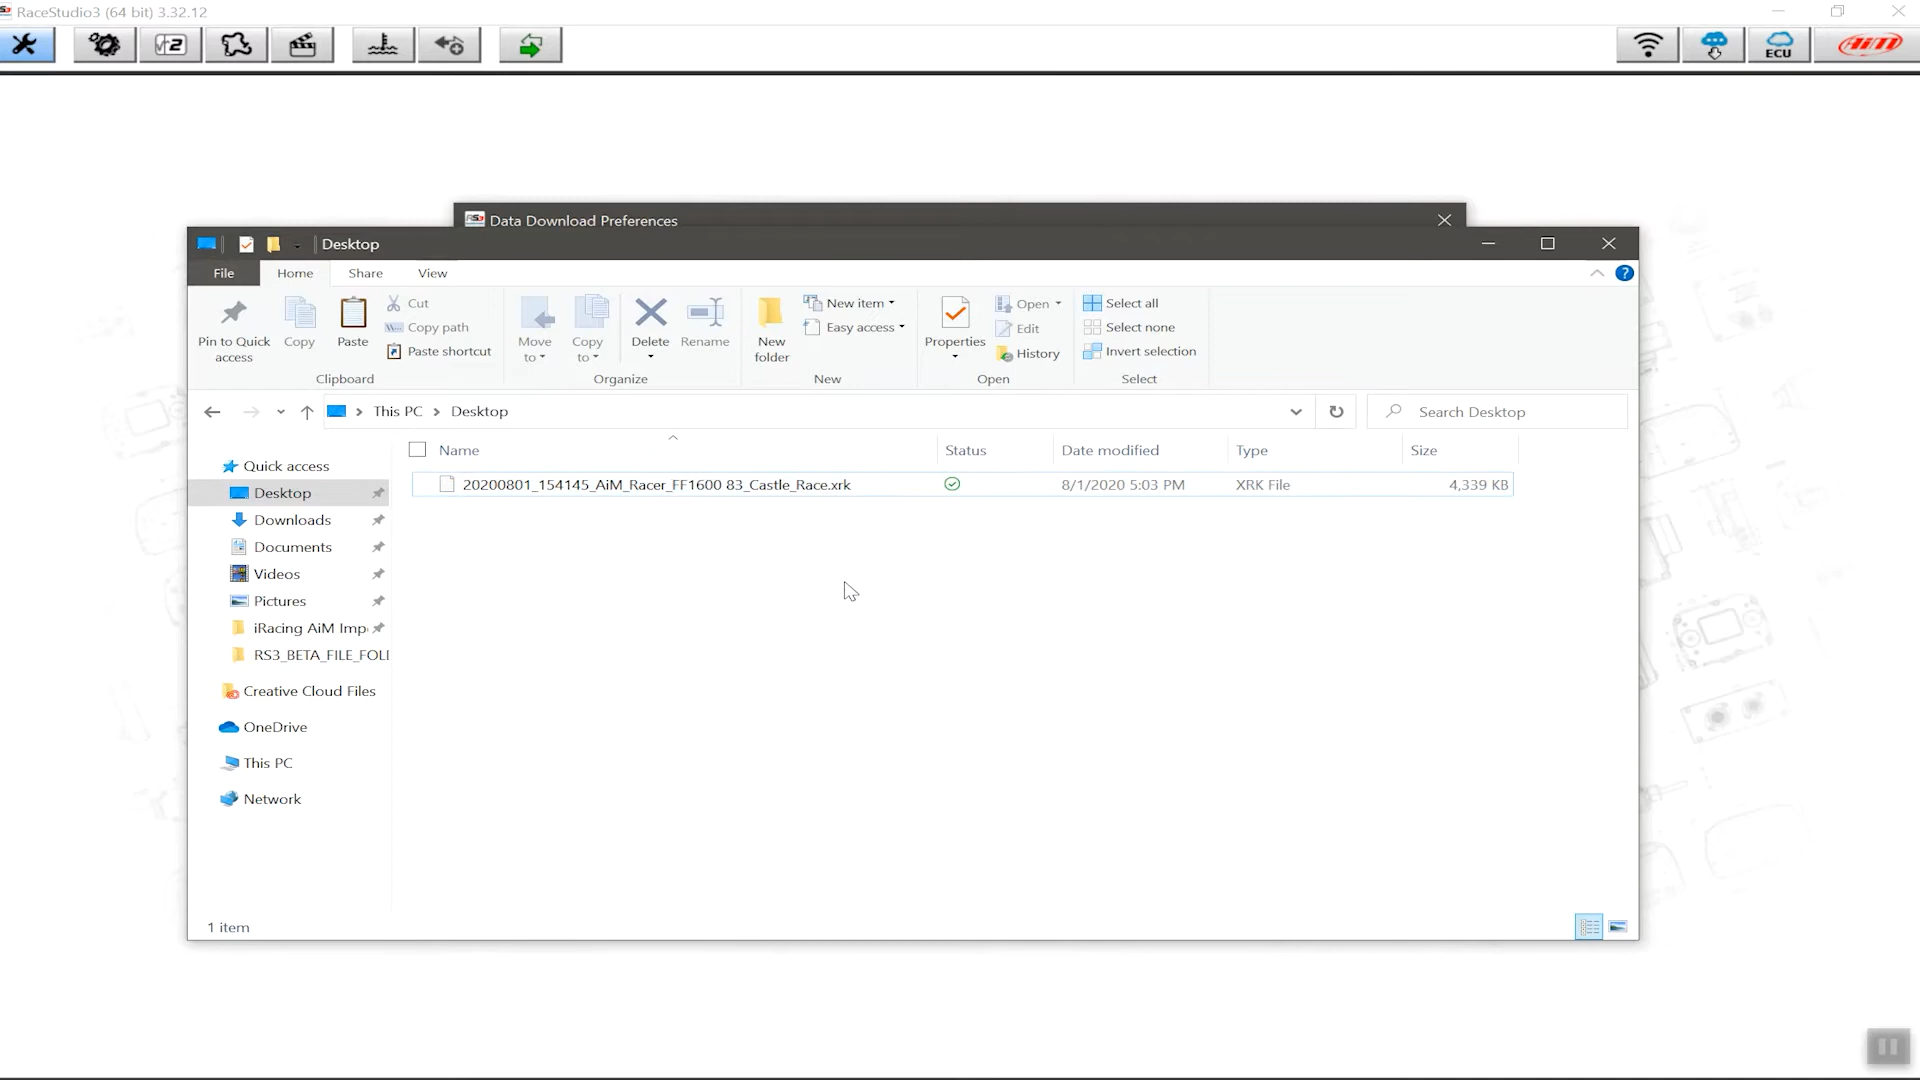 RaceStudio3 (64 bit) 3.32.12
ECU
AiM
RS3 Data Download Preferences
Desktop
File Home Share View
Pin to Quick access
Copy
Paste
Cut
Copy path
Paste shortcut
Clipboard
Move to
Copy to
Delete
Rename
Organize
New folder
New item
Easy access
New
Properties
Open
Edit
History
Open
Select all
Select none
Invert selection
Select
This PC > Desktop
Search Desktop
Name Status Date modified Type Size
20200801_154145_AiM_Racer_FF1600 83_Castle_Race.xrk 8/1/2020 5:03 PM XRK File 4,339 KB
Quick access
Desktop
Downloads
Documents
Videos
Pictures
iRacing AiM Imp
RS3_BETA_FILE_FOL
Creative Cloud Files
OneDrive
This PC
Network
1 item